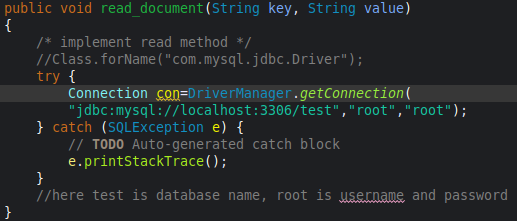 public void read_document(String key, String value)
{
    /* implement read method */
    //Class.forName("com.mysql.jdbc.Driver");
    try {
        Connection con=DriverManager.getConnection(
        "jdbc:mysql://localhost:3306/test","root","root");
    } catch (SQLException e) {
        // TODO Auto-generated catch block
        e.printStackTrace();
    }
    //here test is database name, root is username and password
}